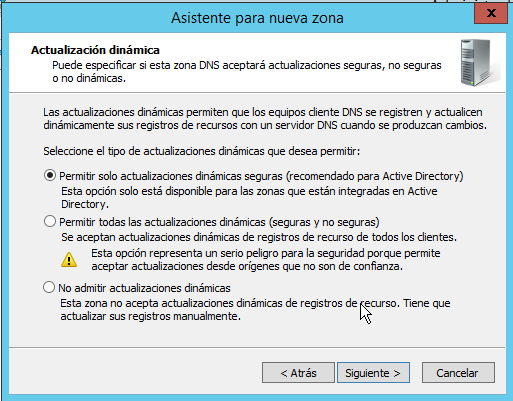 Asistente para nueva zona
x
Actualización dinámica
Puede especificar si esta zona DNS aceptará actualizaciones seguras, no seguras
o no dinámicas.
Las actualizaciones dinámicas permiten que los equipos cliente DNS se registren y actualicen
dinámicamente sus registros de recursos con un servidor DNS cuando se produzcan cambios.
Seleccione el tipo de actualizaciones dinámicas que desea permitir:
Permitir solo actualizaciones dinámicas seguras (recomendado para Active Directory)
Esta opción solo está disponible para las zonas que están integradas en Active
Directory.
Permitir todas las actualizaciones dinámicas (seguras y no seguras)
Se aceptan actualizaciones dinámicas de registros de recurso de todos los clientes.
Esta opción representa un serio peligro para la seguridad porque permite
aceptar actualizaciones desde orígenes que no son de confianza.
No admitir actualizaciones dinámicas
Esta zona no acepta actualizaciones dinámicas de registros de recurso. Tiene que
actualizar sus registros manualmente.
< Atrás
Siguiente >
Cancelar